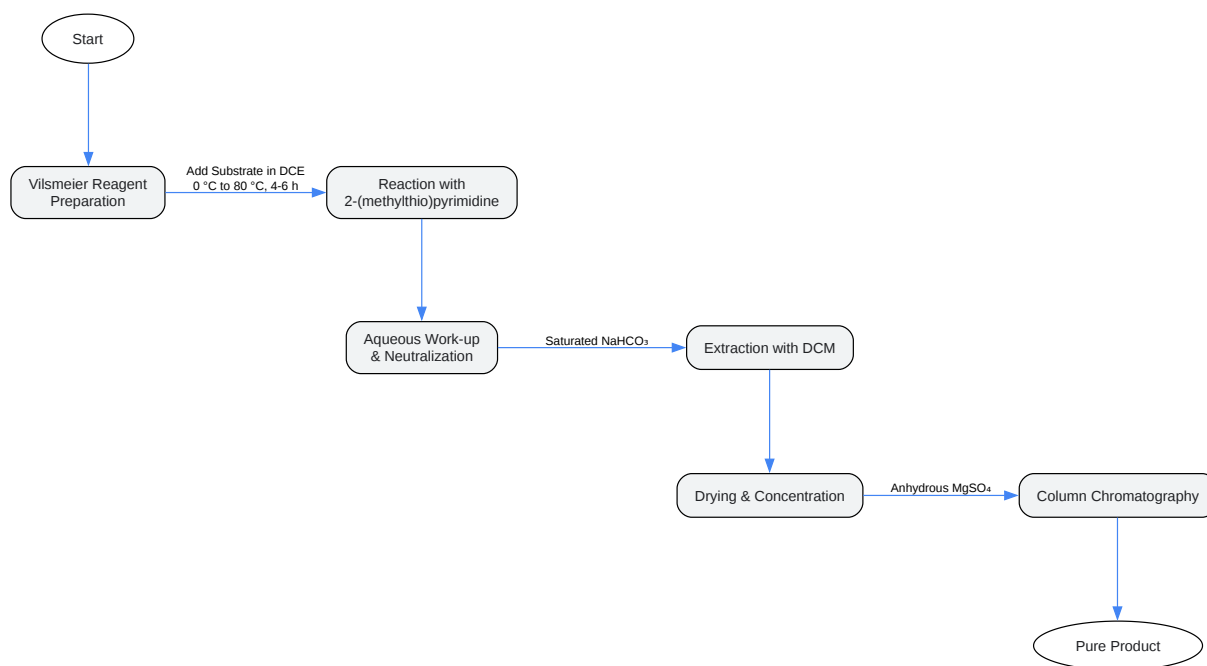 Start
Vilsmeier Reagent
Preparation
Add Substrate in DCE
0 °C to 80 °C, 4-6 h
Reaction with
2-(methylthio)pyrimidine
Aqueous Work-up
& Neutralization
Saturated NaHCO₃
Extraction with DCM
Drying & Concentration
Anhydrous MgSO₄
Column Chromatography
Pure Product